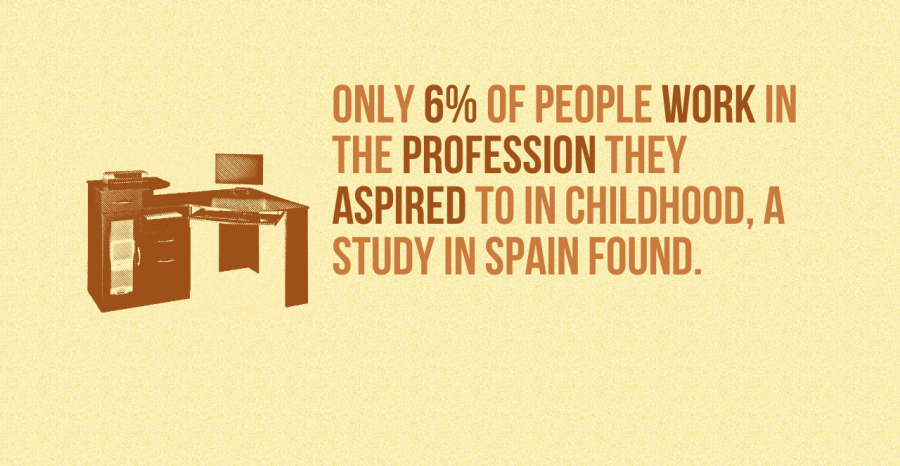 ONLY 6% OF PEOPLE WORK IN
THE PROFESSION THEY
ASPIRED TO IN CHILDHOOD, A
STUDY IN SPAIN FOUND.